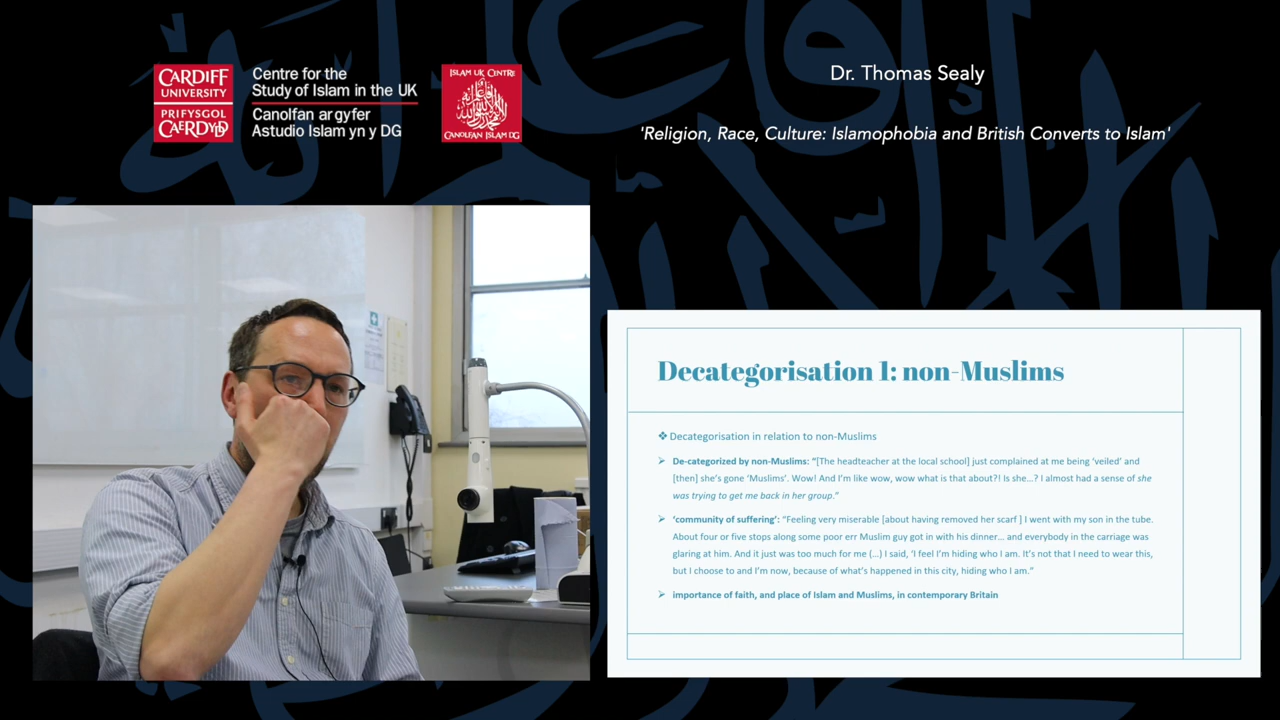 CARDIFF
UNIVERSITY
PRIFYSGOL
CAERDYDD
Centre for the
Study of Islam in the UK
Canolfan ar gyfer
Astudio Islam yn y DG
ISLAM UK CENTRE
CANOLFAN ISLAM DG
Dr. Thomas Sealy
'Religion, Race, Culture: Islamophobia and British Converts to Islam'
Decategorisation 1: non-Muslims
❖ Decategorisation in relation to non-Muslims
➢ De-categorized by non-Muslims: “[The headteacher at the local school] just complained at me being ‘veiled’ and
[then] she’s gone ‘Muslims’. Wow! And I’m like wow, wow what is that about?! Is she…? I almost had a sense of she
was trying to get me back in her group.”
➢ ‘community of suffering’: “Feeling very miserable [about having removed her scarf ] I went with my son in the tube.
About four or five stops along some poor err Muslim guy got in with his dinner… and everybody in the carriage was
glaring at him. And it just was too much for me (…) I said, ‘I feel I’m hiding who I am. It’s not that I need to wear this,
but I choose to and I’m now, because of what’s happened in this city, hiding who I am.”
➢ importance of faith, and place of Islam and Muslims, in contemporary Britain